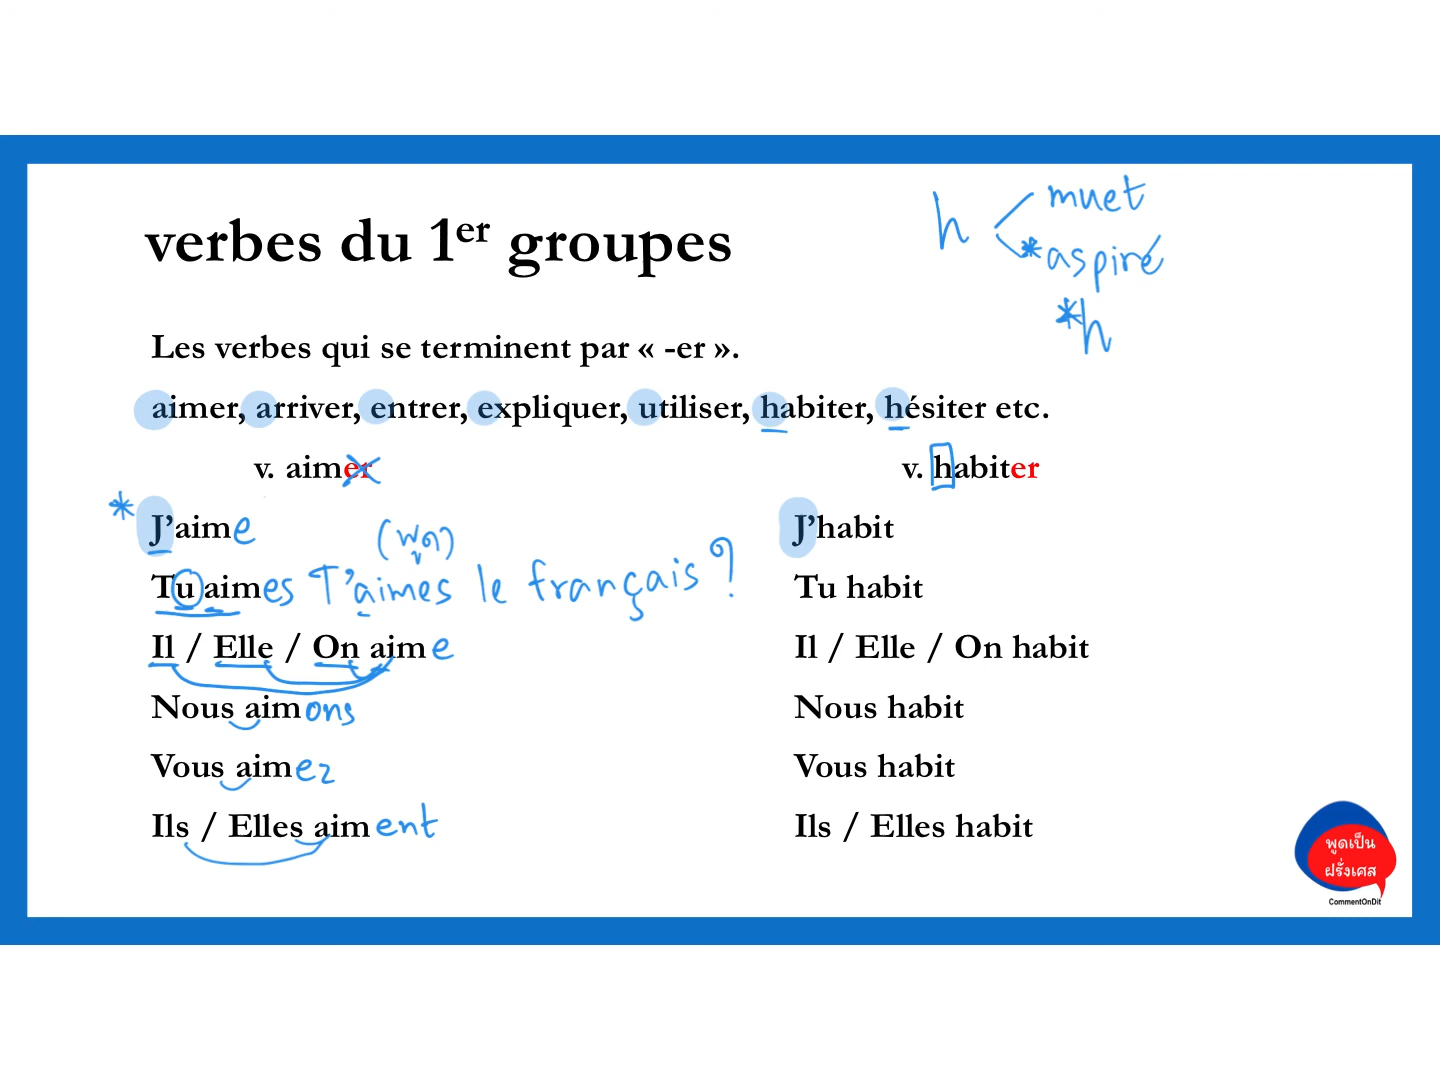 verbes du 1er groupes
h muet
*aspiré
*h
Les verbes qui se terminent par « -er ».
aimer, arriver, entrer, expliquer, utiliser, habiter, hésiter etc.
v. aimer
v. habiter
* J’aime
(พูด)
J’habit
Tu aimes T’aimes le français ?
Tu habit
Il / Elle / On aime
Il / Elle / On habit
Nous aimons
Nous habit
Vous aimez
Vous habit
Ils / Elles aiment
Ils / Elles habit
พูดเป็น
ฝรั่งเศส
CommentOnDit